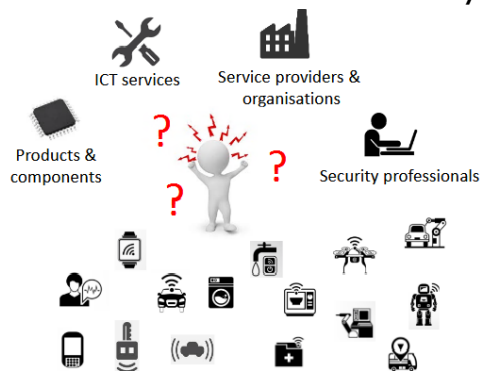 ICT services
Service providers &
organisations
Products &
components
Security professionals
?
?
?